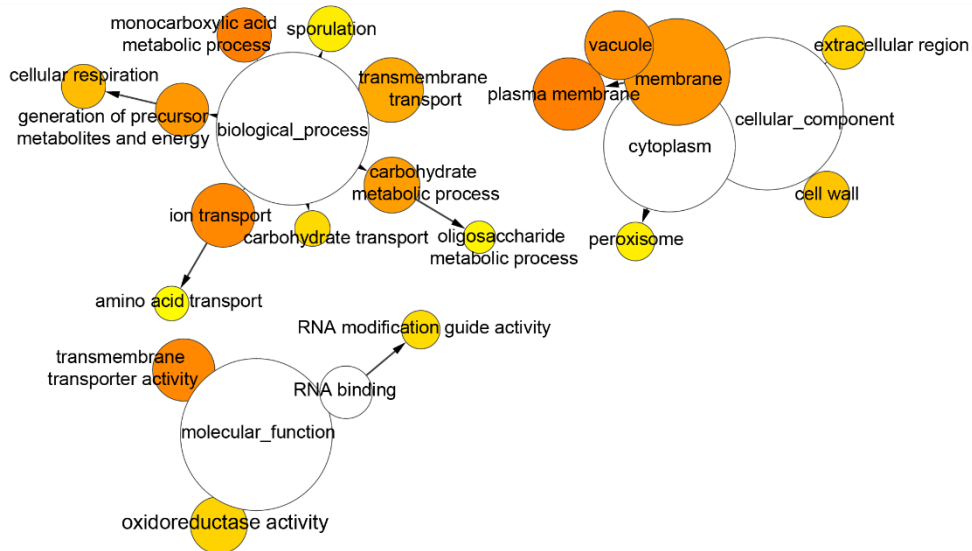 monocarboxylic acid
metabolic process
sporulation
cellular respiration
transmembrane
transport
generation of precursor
metabolites and energy
biological_process
carbohydrate
metabolic process
ion transport
carbohydrate transport
oligosaccharide
metabolic process
amino acid transport
vacuole
extracellular region
membrane
plasma membrane
cellular_component
cytoplasm
cell wall
peroxisome
RNA modification guide activity
transmembrane
transporter activity
RNA binding
molecular_function
oxidoreductase activity